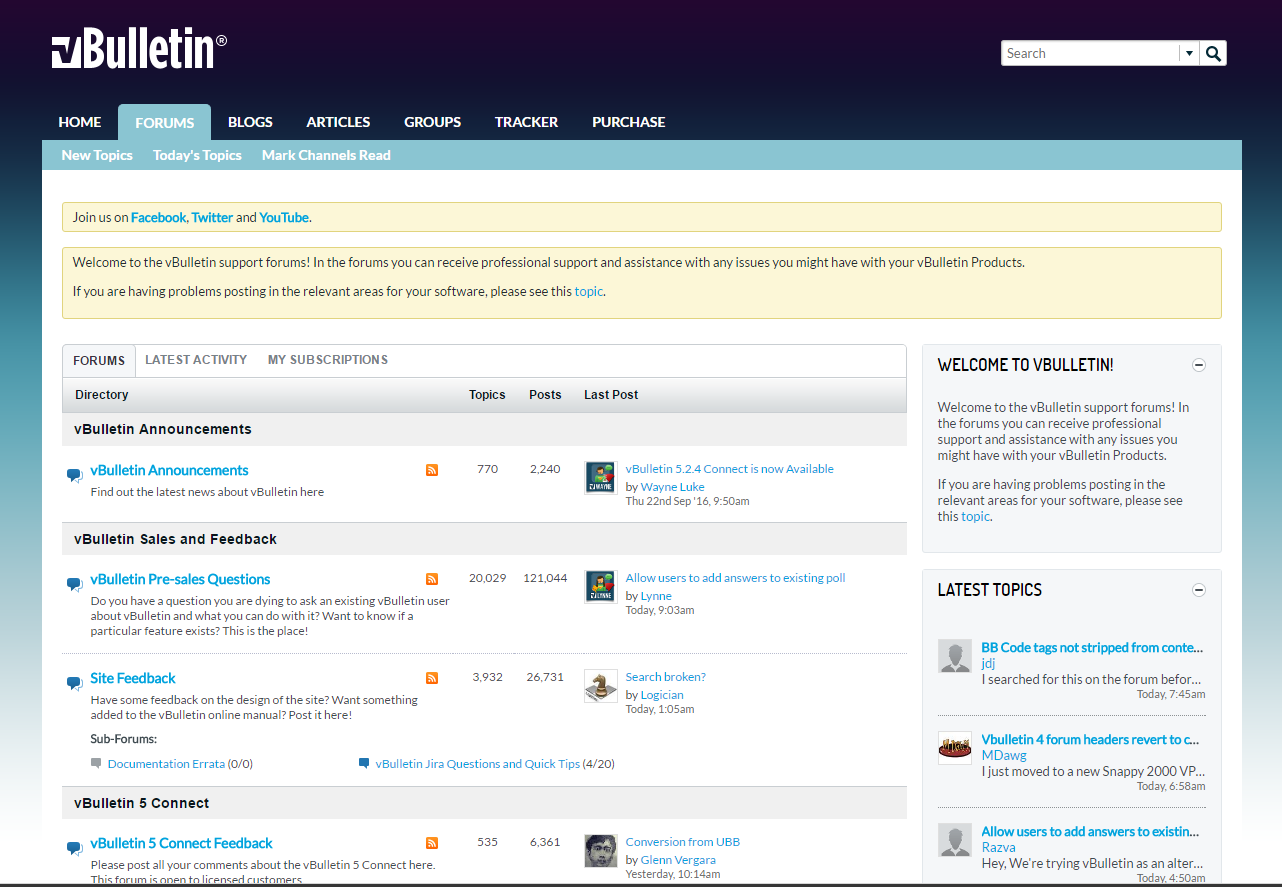 vBulletin®
Search
HOME FORUMS BLOGS ARTICLES GROUPS TRACKER PURCHASE
New Topics Today's Topics Mark Channels Read
Join us on Facebook, Twitter and YouTube.
Welcome to the vBulletin support forums! In the forums you can receive professional support and assistance with any issues you might have with your vBulletin Products.
If you are having problems posting in the relevant areas for your software, please see this topic.
FORUMS LATEST ACTIVITY MY SUBSCRIPTIONS
Directory Topics Posts Last Post
vBulletin Announcements
vBulletin Announcements 770 2,240 vBulletin 5.2.4 Connect is now Available
Find out the latest news about vBulletin here
by Wayne Luke
Thu 22nd Sep '16, 9:50am
vBulletin Sales and Feedback
vBulletin Pre-sales Questions 20,029 121,044 Allow users to add answers to existing poll
Do you have a question you are dying to ask an existing vBulletin user
about vBulletin and what you can do with it? Want to know if a
particular feature exists? This is the place!
by Lynne
Today, 9:03am
Site Feedback 3,932 26,731 Search broken?
Have some feedback on the design of the site? Want something
added to the vBulletin online manual? Post it here!
by Logician
Today, 1:05am
Sub-Forums:
Documentation Errata (0/0) vBulletin Jira Questions and Quick Tips (4/20)
vBulletin 5 Connect
vBulletin 5 Connect Feedback 535 6,361 Conversion from UBB
Please post all your comments about the vBulletin 5 Connect here.
This forum is open to licensed customers
by Glenn Vergara
Yesterday, 10:14am
WELCOME TO VBULLETIN!
Welcome to the vBulletin support forums! In
the forums you can receive professional
support and assistance with any issues you
might have with your vBulletin Products.
If you are having problems posting in the
relevant areas for your software, please see
this topic.
LATEST TOPICS
BB Code tags not stripped from conte...
jdj
I searched for this on the forum befor...
Today, 7:45am
Vbulletin 4 forum headers revert to c...
MDawg
I just moved to a new Snappy 2000 VP...
Today, 6:58am
Allow users to add answers to existin...
Razva
Hey, We're trying vBulletin as an alter...
Today, 4:50am